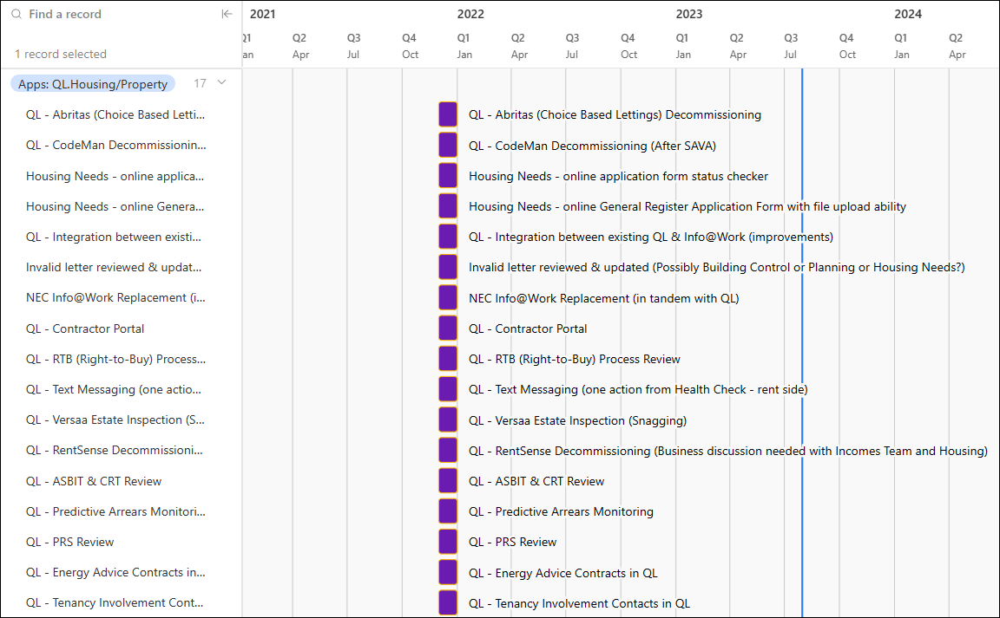 Find a record
2021 2022 2023 2024
Q1 Q2 Q3 Q4 Q1 Q2 Q3 Q4 Q1 Q2 Q3 Q4 Q1 Q2
1 record selected
an Apr Jul Oct Jan Apr Jul Oct Jan Apr Jul Oct Jan Apr
Apps: QL.Housing/Property 17
QL - Abritas (Choice Based Letti... QL - Abritas (Choice Based Lettings) Decommissioning
QL - CodeMan Decommissionin... QL - CodeMan Decommissioning (After SAVA)
Housing Needs - online applica... Housing Needs - online application form status checker
Housing Needs - online Genera... Housing Needs - online General Register Application Form with file upload ability
QL - Integration between existi... QL - Integration between existing QL & Info@Work (improvements)
Invalid letter reviewed & updat... Invalid letter reviewed & updated (Possibly Building Control or Planning or Housing Needs?)
NEC Info@Work Replacement (i... NEC Info@Work Replacement (in tandem with QL)
QL - Contractor Portal QL - Contractor Portal
QL - RTB (Right-to-Buy) Process... QL - RTB (Right-to-Buy) Process Review
QL - Text Messaging (one actio... QL - Text Messaging (one action from Health Check - rent side)
QL - Versaa Estate Inspection (S... QL - Versaa Estate Inspection (Snagging)
QL - RentSense Decommissioni... QL - RentSense Decommissioning (Business discussion needed with Incomes Team and Housing)
QL - ASBIT & CRT Review QL - ASBIT & CRT Review
QL - Predictive Arrears Monitori... QL - Predictive Arrears Monitoring
QL - PRS Review QL - PRS Review
QL - Energy Advice Contracts in... QL - Energy Advice Contracts in QL
QL - Tenancy Involvement Cont... QL - Tenancy Involvement Contacts in QL